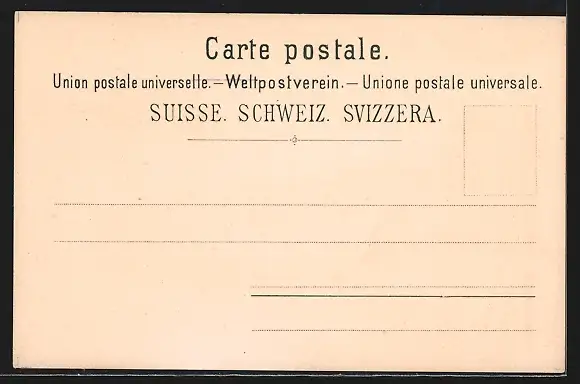 Carte postale.
Union postale universelle.—Weltpostverein.—Unione postale universale.
SUISSE. SCHWEIZ. SVIZZERA.